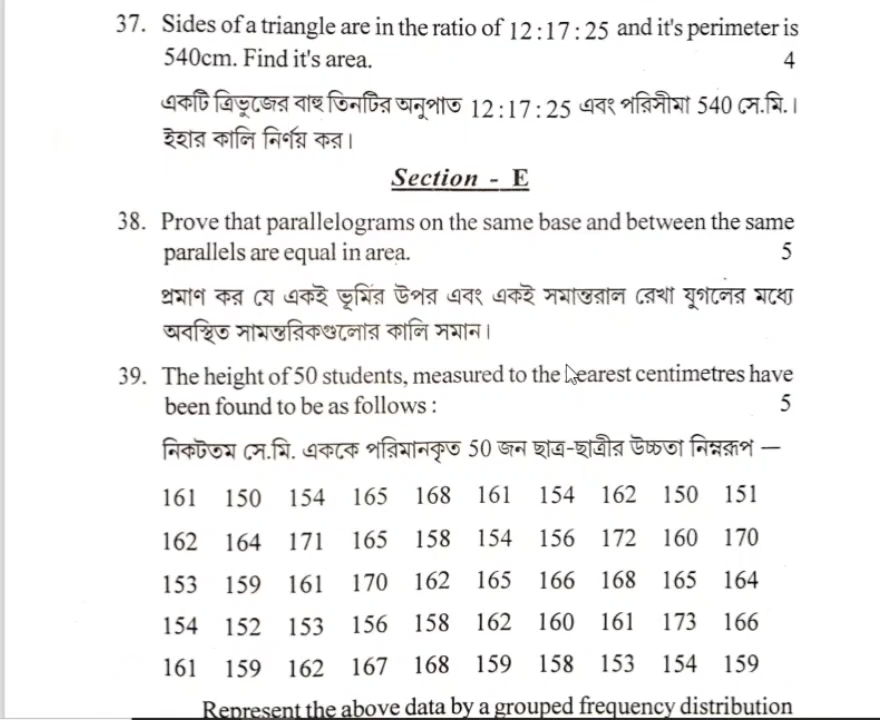 37. Sides of a triangle are in the ratio of 12:17:25 and it's perimeter is
540cm. Find it's area. 4
একটি ত্রিভুজের বাহু তিনটির অনুপাত 12:17:25 এবং পৰিসীমা 540 সে.মি.।
ইহার কালি নির্ণয় কর।
Section - E
38. Prove that parallelograms on the same base and between the same
parallels are equal in area. 5
প্রমাণ কর যে একই ভূমির উপর এবং একই সমান্তরাল রেখা যুগলের মধ্যে
অবস্থিত সামন্তরিকগুলোর কালি সমান।
39. The height of 50 students, measured to the nearest centimetres have
been found to be as follows : 5
নিকটতম সে.মি. এককে পরিমানকৃত 50 জন ছাত্র-ছাত্রীর উচ্চতা নিম্নরূপ —
161 150 154 165 168 161 154 162 150 151
162 164 171 165 158 154 156 172 160 170
153 159 161 170 162 165 166 168 165 164
154 152 153 156 158 162 160 161 173 166
161 159 162 167 168 159 158 153 154 159
Represent the above data by a grouped frequency distribution